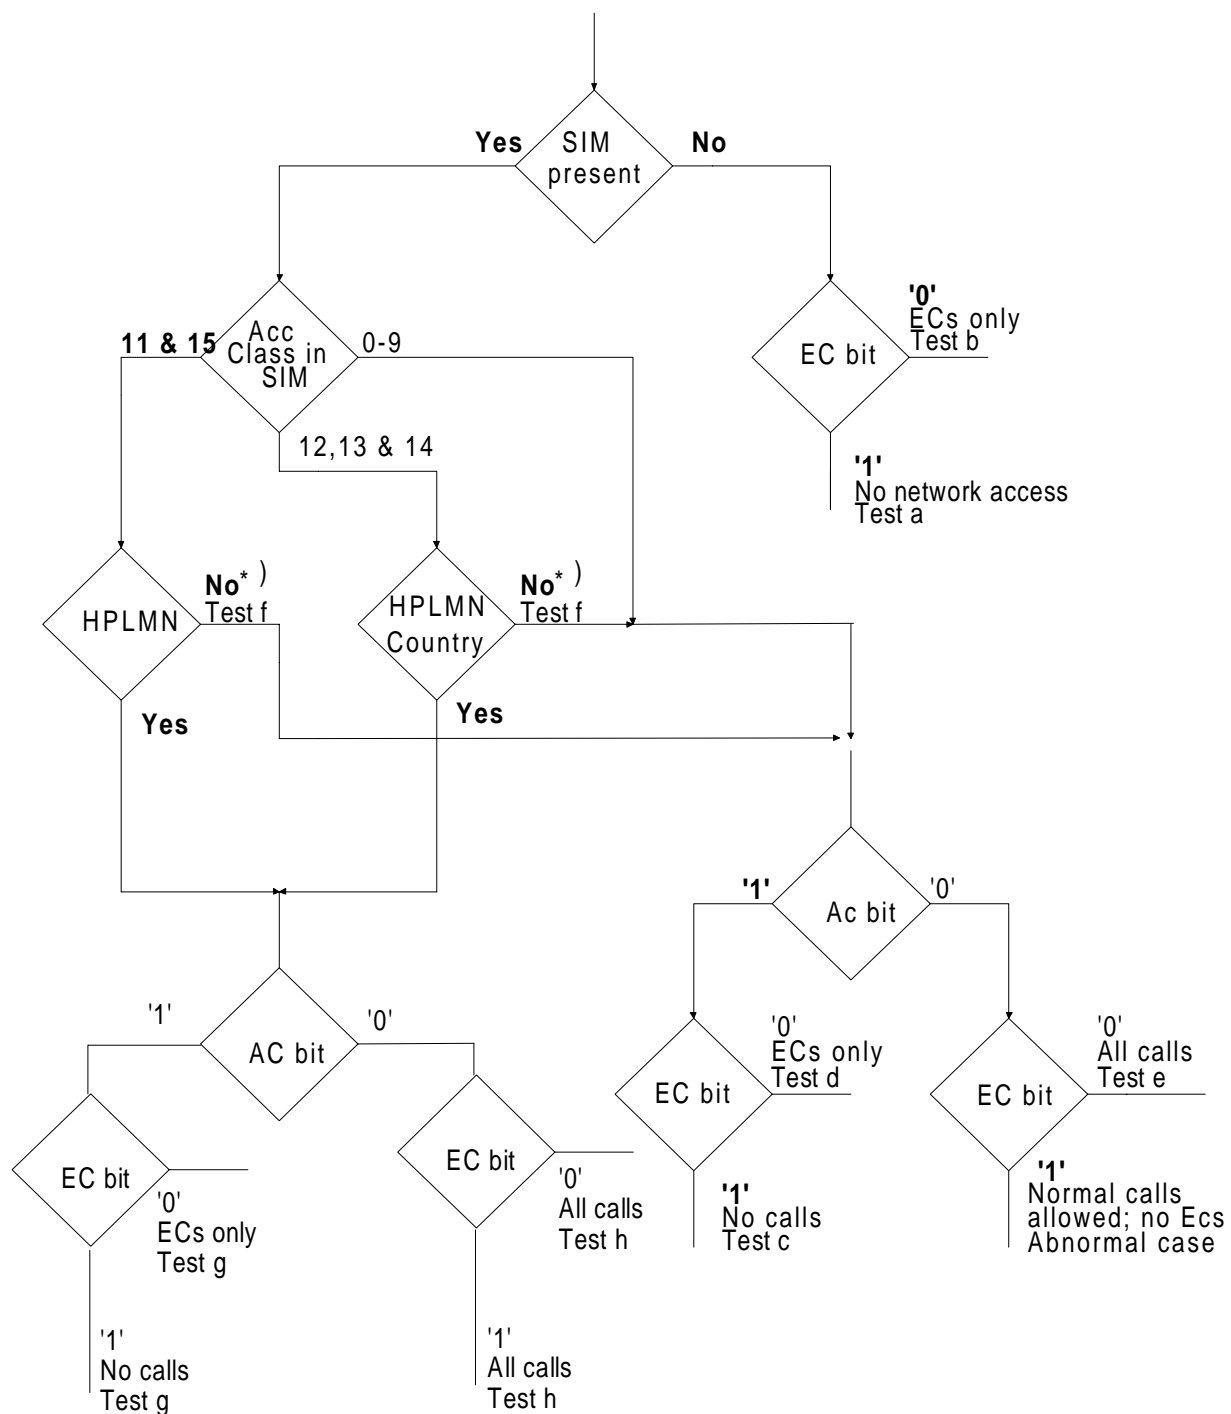 Yes
SIM
present
No
11 & 15
Acc
Class in
SIM
0-9
'0'
ECs only
Test b
EC bit
12,13 & 14
'1'
No network access
Test a
HPLMN
No* )
Test f
HPLMN
Country
No* )
Test f
Yes
Yes
'1'
Ac bit
'0'
'1'
AC bit
'0'
EC bit
'0'
ECs only
Test d
EC bit
'0'
All calls
Test e
EC bit
'0'
ECs only
Test g
EC bit
'0'
All calls
Test h
'1'
No calls
Test c
'1'
Normal calls
allowed; no Ecs
Abnormal case
'1'
No calls
Test g
'1'
All calls
Test h